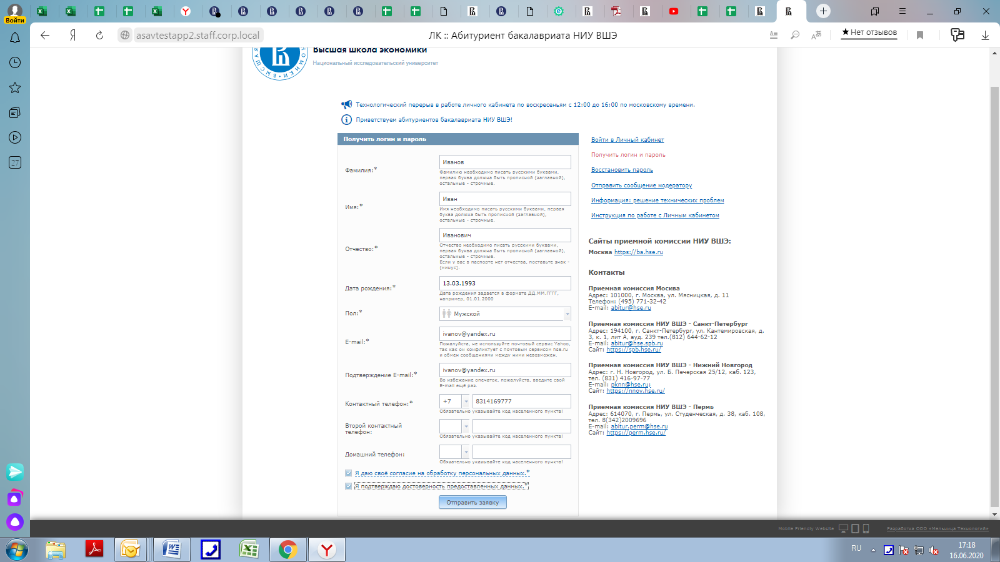 Войти
asavtestapp2.staff.corp.local
ЛК :: Абитуриент бакалавриата НИУ ВШЭ
★Нет отзывов
27
Высшая школа экономики
Национальный исследовательский университет
Технологический перерыв в работе личного кабинета по воскресеньям с 12:00 до 16:00 по московскому времени.
Приветствуем абитуриентов бакалавриата НИУ ВШЭ!
Получить логин и пароль
Фамилия:*
Иванов
Фамилию необходимо писать русскими буквами,
первая буква должна быть прописной (заглавной),
остальные - строчные.
Имя:*
Иван
Имя необходимо писать русскими буквами, первая
буква должна быть прописной (заглавной),
остальные - строчные.
Отчество:*
Иванович
Отчество необходимо писать русскими буквами,
первая буква должна быть прописной (заглавной),
остальные - строчные.
Если у вас в паспорте нет отчества, поставьте знак -
(минус).
Дата рождения:*
13.03.1993
Дата рождения задается в формате ДД.ММ.ГГГГ,
например, 01.01.2000
Пол:*
Мужской
E-mail:*
ivanov@yandex.ru
Пожалуйста, не используйте почтовый сервис Yahoo,
так как он конфликтует с почтовым сервисом hse.ru
и обмен сообщениями между ними невозможен.
Подтверждение E-mail:*
ivanov@yandex.ru
Во избежание опечаток, пожалуйста, введите свой
E-mail ещё раз.
Контактный телефон:*
+7
8314169777
Обязательно указывайте код населенного пункта!
Второй контактный
телефон:
Обязательно указывайте код населенного пункта!
Домашний телефон:
Обязательно указывайте код населенного пункта!
Я даю своё согласие на обработку персональных данных.*
Я подтверждаю достоверность предоставленных данных.*
Отправить заявку
Войти в Личный кабинет
Получить логин и пароль
Восстановить пароль
Отправить сообщение модератору
Информация: решение технических проблем
Инструкция по работе с Личным кабинетом
Сайты приемной комиссии НИУ ВШЭ:
Москва https://ba.hse.ru
Контакты
Приемная комиссия Москва
Адрес: 101000, г. Москва, ул. Мясницкая, д. 11
Телефон: (495) 771-32-42
E-mail: abitur@hse.ru
Приемная комиссия НИУ ВШЭ - Санкт-Петербург
Адрес: 194100, г. Санкт-Петербург, ул. Кантемировская, д.
3, к. 1, лит А, ауд. 239 тел.(812) 644-62-12
E-mail: abitur@hse.spb.ru
Сайт: https://spb.hse.ru/
Приемная комиссия НИУ ВШЭ - Нижний Новгород
Адрес: г. Н. Новгород, ул. Б. Печерская 25/12, каб. 123,
тел. (831) 416-97-77
E-mail: pknn@hse.ru;
Сайт: https://nnov.hse.ru/
Приемная комиссия НИУ ВШЭ - Пермь
Адрес: 614070, г. Пермь, ул. Студенческая, д. 38, каб. 108,
тел. 8(342)2009696
E-mail: abitur.perm@hse.ru
Сайт: https://perm.hse.ru/
Mobile Friendly Website
Разработка ООО «Мельница Технологий»
RU
17:18
16.06.2020